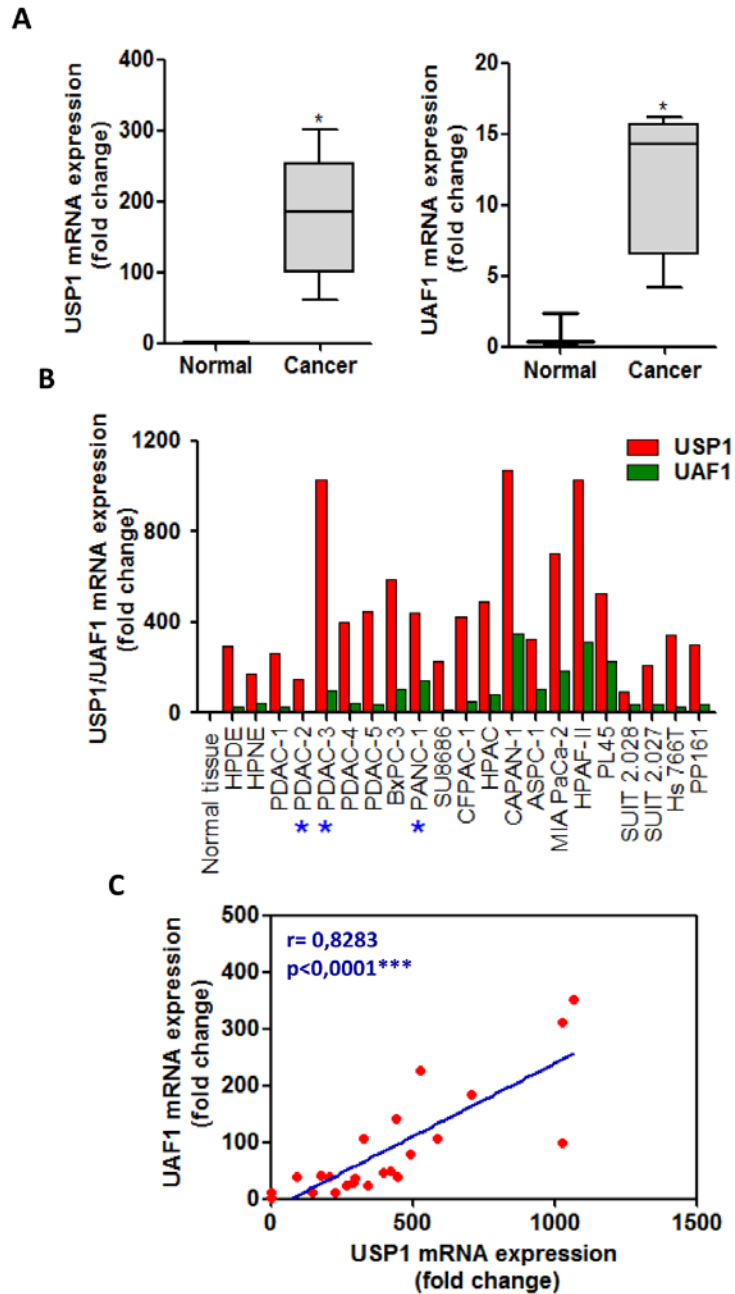 A
USP1 mRNA expression
(fold change)
400
300
200
100
0
*
Normal Cancer
UAF1 mRNA expression
(fold change)
20
15
10
5
0
*
Normal Cancer
B
USP1/UAF1 mRNA expression
(fold change)
1200
800
400
0
USP1
UAF1
Normal tissue
HPDE
HPNE
PDAC-1
PDAC-2
*
PDAC-3
*
PDAC-4
PDAC-5
BxPC-3
PANC-1
*
SU8686
CFPAC-1
HPAC
CAPAN-1
ASPC-1
MIA PaCa-2
HPAF-II
PL45
SUIT 2.028
SUIT 2.027
Hs 766T
PP161
C
UAF1 mRNA expression
(fold change)
500
400
300
200
100
0
r= 0,8283
p<0,0001***
0 500 1000 1500
USP1 mRNA expression
(fold change)